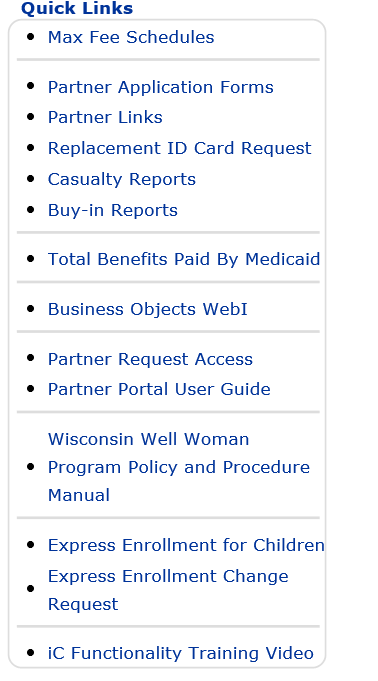 Quick Links
Max Fee Schedules
Partner Application Forms
Partner Links
Replacement ID Card Request
Casualty Reports
Buy-in Reports
Total Benefits Paid By Medicaid
Business Objects WebI
Partner Request Access
Partner Portal User Guide
Wisconsin Well Woman
Program Policy and Procedure
Manual
Express Enrollment for Children
Express Enrollment Change
Request
iC Functionality Training Video